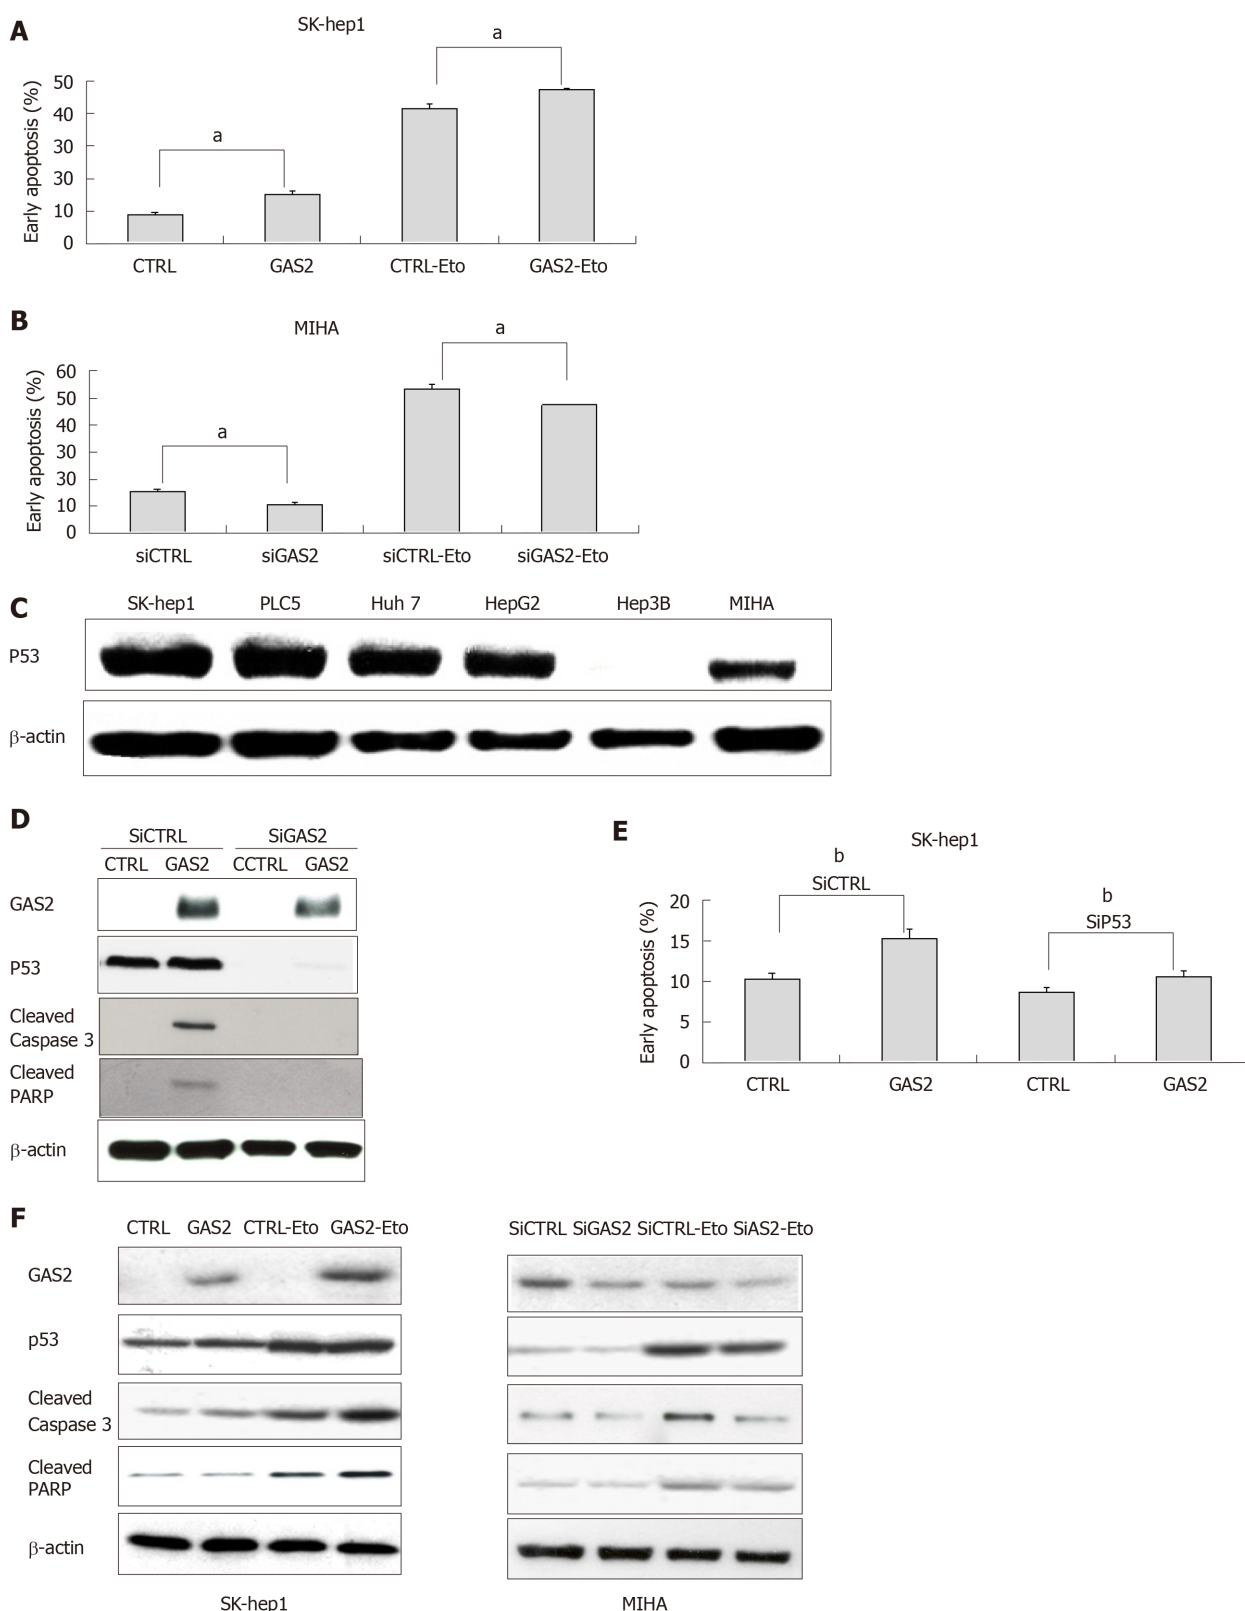 A
SK-hep1
a
a
Early apoptosis (%)
50
40
30
30
10
0
CTRL GAS2 CTRL-Eto GAS2-Eto
B
MIHA
a
a
Early apoptosis (%)
60
50
40
30
30
10
0
siCTRL siGAS2 siCTRL-Eto siGAS2-Eto
C
SK-hep1 PLC5 Huh 7 HepG2 Hep3B MIHA
P53
β-actin
D
SiCTRL SiGAS2
CTRL GAS2 CCTRL GAS2
GAS2
P53
Cleaved
Caspase 3
Cleaved
PARP
β-actin
E
SK-hep1
b
SiCTRL
b
SiP53
Early apoptosis (%)
20
15
10
5
0
CTRL GAS2 CTRL GAS2
F
CTRL GAS2 CTRL-Eto GAS2-Eto
SiCTRL SiGAS2 SiCTRL-Eto SiAS2-Eto
GAS2
p53
Cleaved
Caspase 3
Cleaved
PARP
β-actin
SK-hep1
MIHA